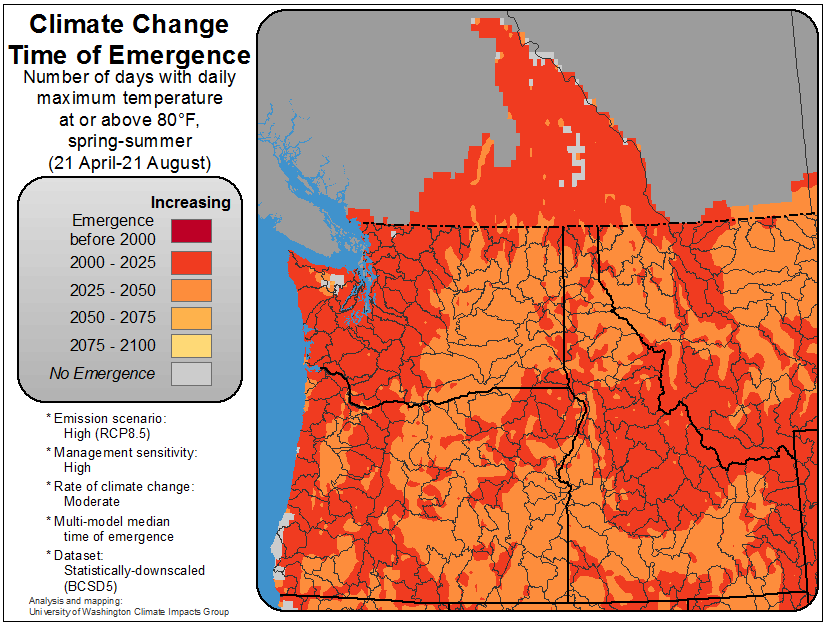 Climate Change
Time of Emergence
Number of days with daily
maximum temperature
at or above 80°F,
spring-summer
(21 April-21 August)
Increasing
Emergence
before 2000
2000 - 2025
2025 - 2050
2050 - 2075
2075 - 2100
No Emergence
* Emission scenario:
High (RCP8.5)
* Management sensitivity:
High
* Rate of climate change:
Moderate
* Multi-model median
time of emergence
* Dataset:
Statistically-downscaled
(BCSD5)
Analysis and mapping:
University of Washington Climate Impacts Group